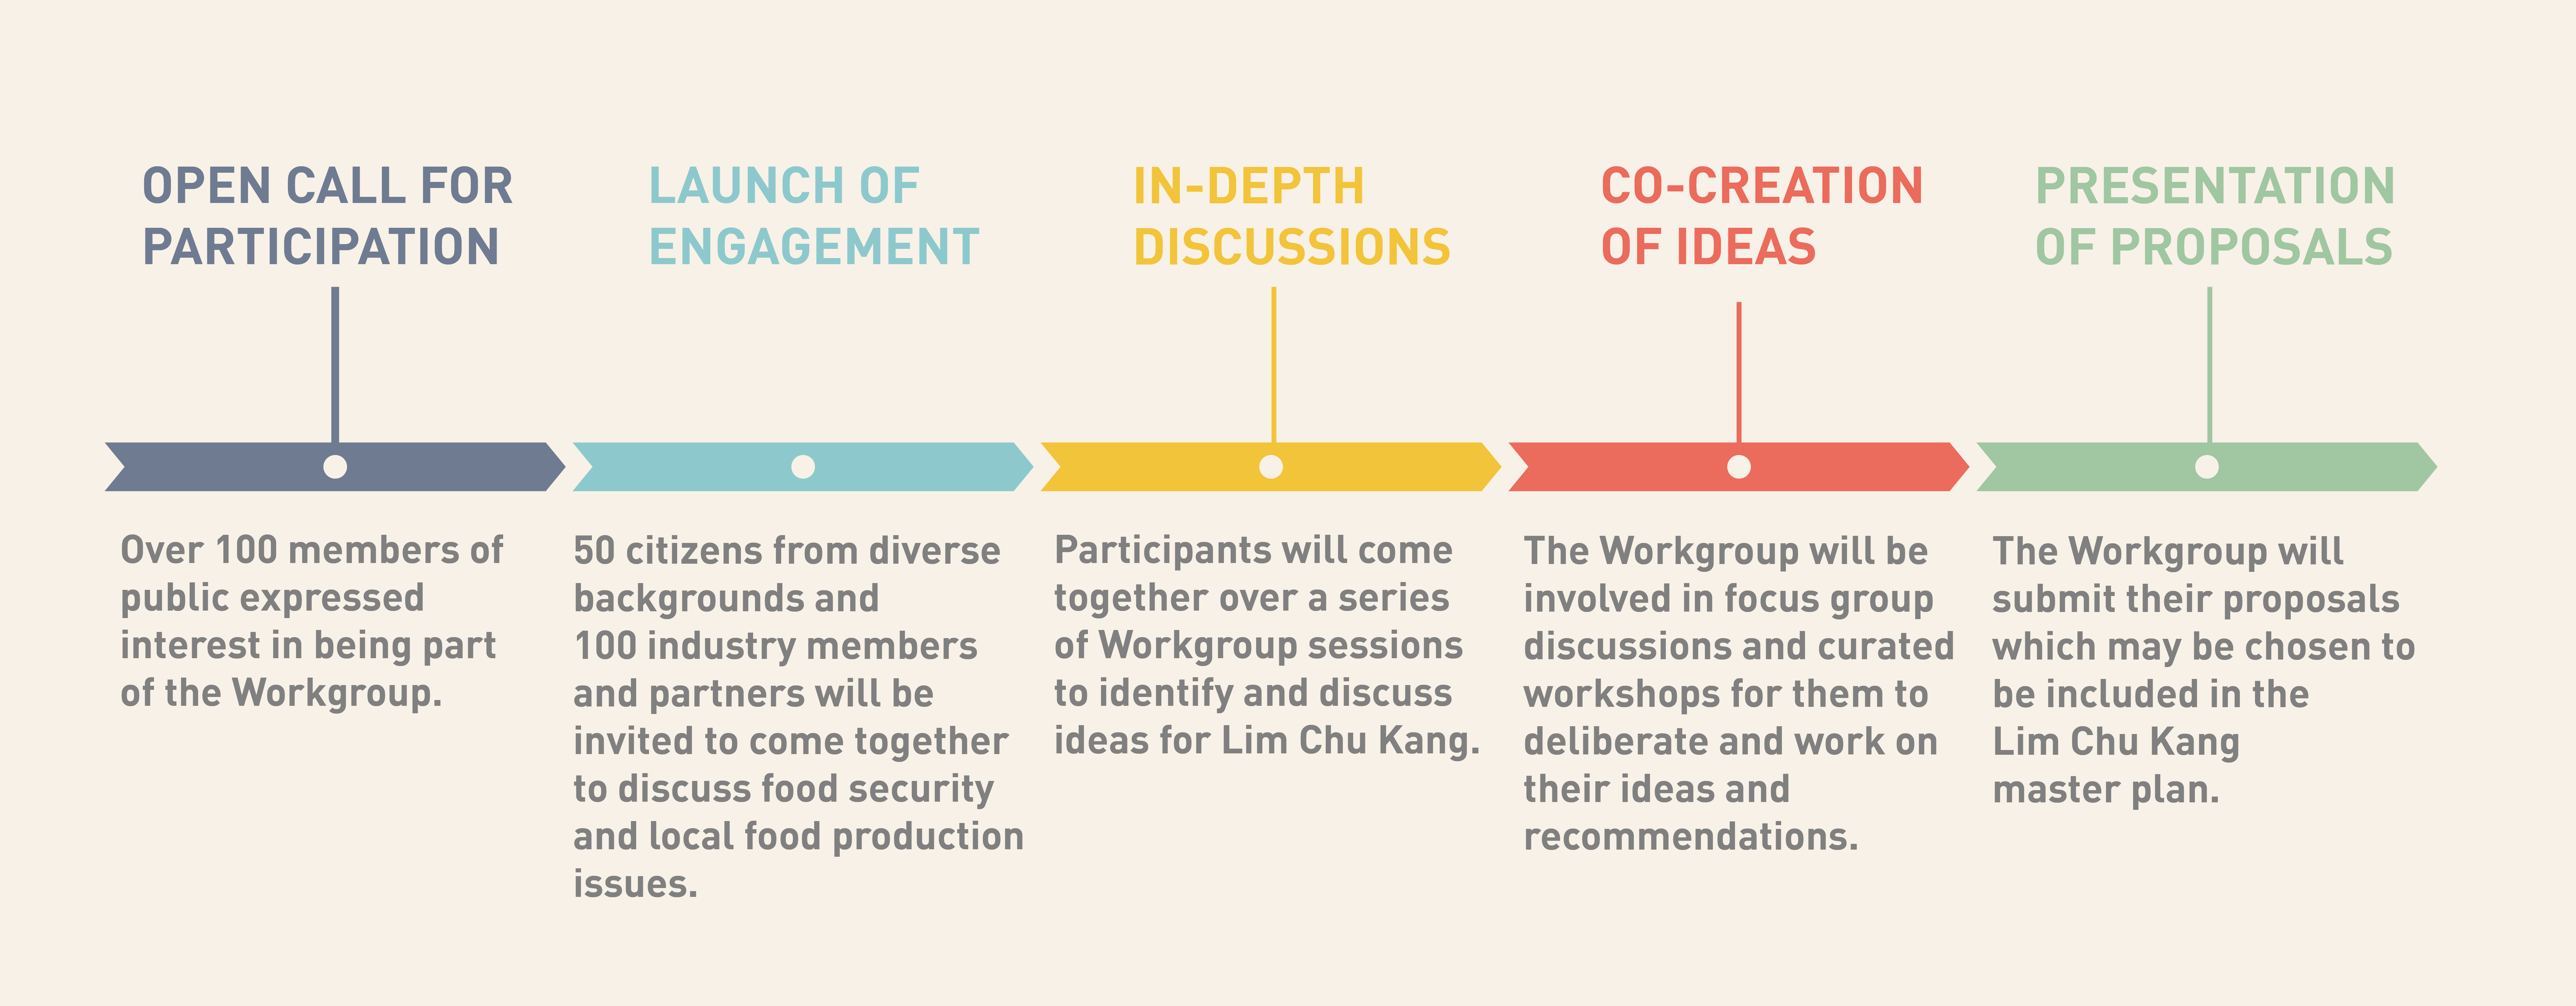 OPEN CALL FOR
PARTICIPATION
Over 100 members of
public expressed
interest in being part
of the Workgroup.
LAUNCH OF
ENGAGEMENT
50 citizens from diverse
backgrounds and
100 industry members
and partners will be
invited to come together
to discuss food security
and local food production
issues.
IN-DEPTH
DISCUSSIONS
Participants will come
together over a series
of Workgroup sessions
to identify and discuss
ideas for Lim Chu Kang.
CO-CREATION
OF IDEAS
The Workgroup will be
involved in focus group
discussions and curated
workshops for them to
deliberate and work on
their ideas and
recommendations.
PRESENTATION
OF PROPOSALS
The Workgroup will
submit their proposals
which may be chosen to
be included in the
Lim Chu Kang
master plan.